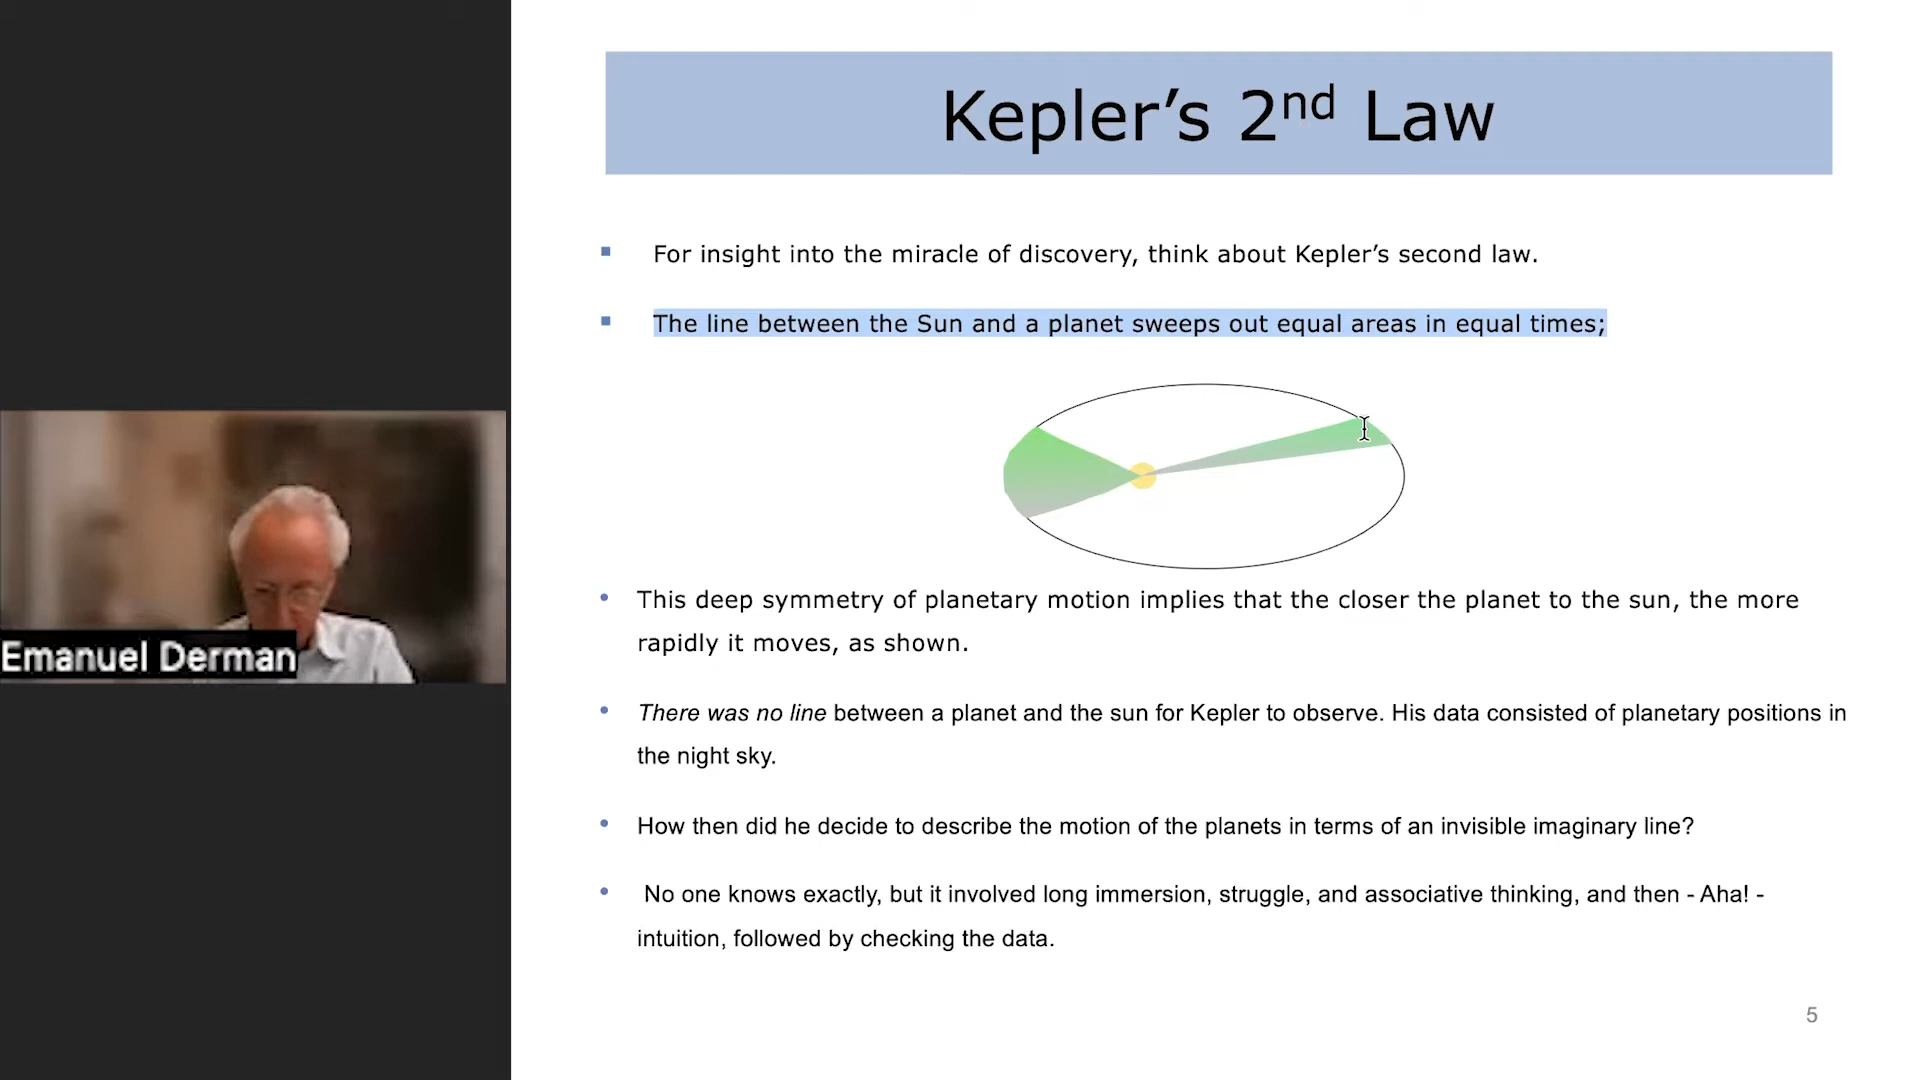 Kepler’s 2nd Law
For insight into the miracle of discovery, think about Kepler’s second law.
The line between the Sun and a planet sweeps out equal areas in equal times;
This deep symmetry of planetary motion implies that the closer the planet to the sun, the more
rapidly it moves, as shown.
There was no line between a planet and the sun for Kepler to observe. His data consisted of planetary positions in
the night sky.
How then did he decide to describe the motion of the planets in terms of an invisible imaginary line?
No one knows exactly, but it involved long immersion, struggle, and associative thinking, and then - Aha! -
intuition, followed by checking the data.
5
Emanuel Derman